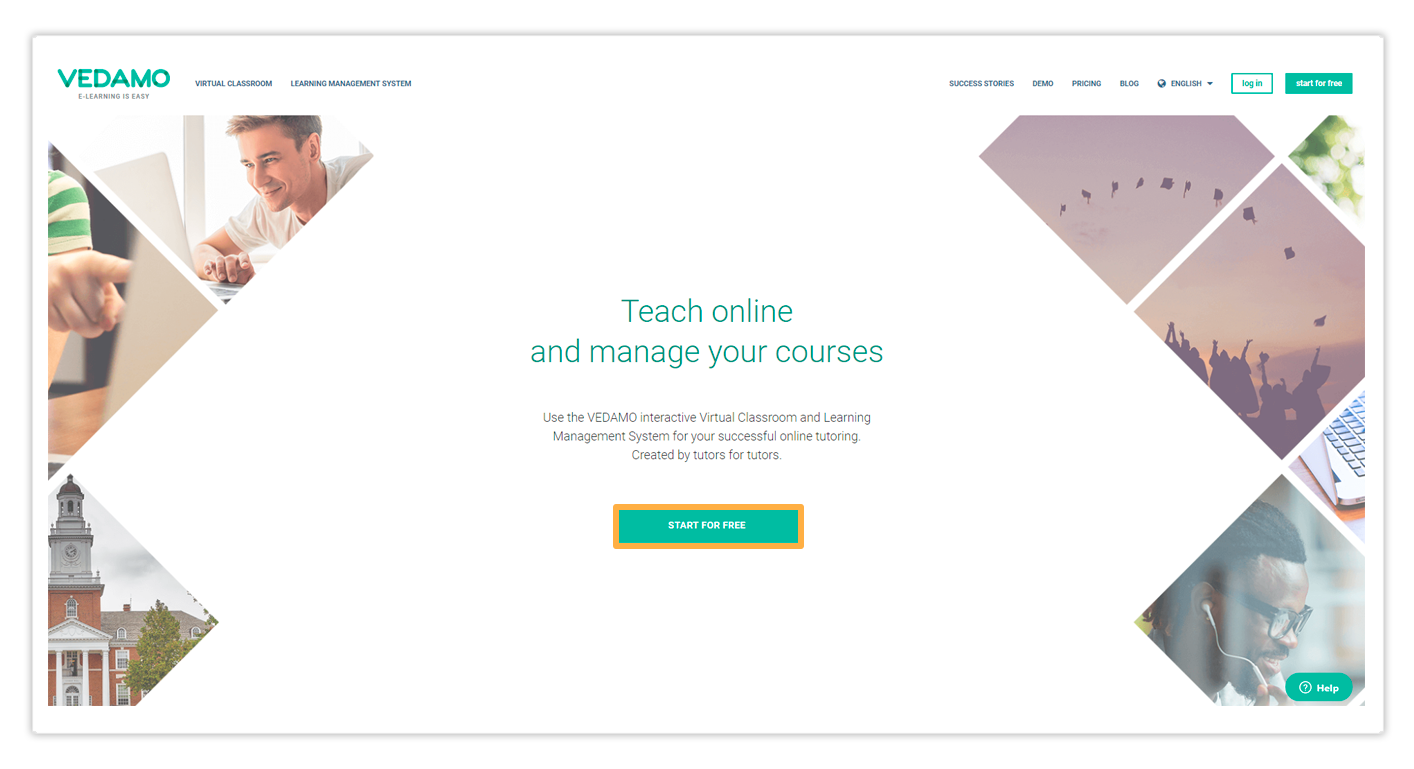 VEDAMO
E-LEARNING IS EASY
VIRTUAL CLASSROOM
LEARNING MANAGEMENT SYSTEM
SUCCESS STORIES
DEMO
PRICING
BLOG
ENGLISH
log in
start for free
Teach online
and manage your courses
Use the VEDAMO interactive Virtual Classroom and Learning
Management System for your successful online tutoring.
Created by tutors for tutors.
START FOR FREE
Help